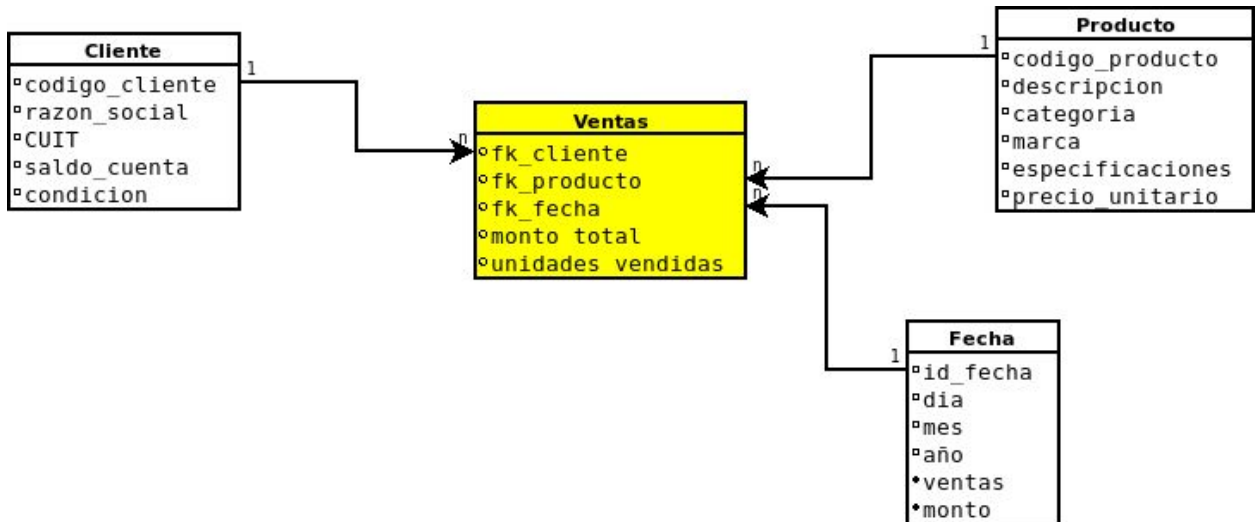 Cliente
codigo_cliente
razon_social
CUIT
saldo_cuenta
condicion
1
n
Ventas
fk_cliente
fk_producto
fk_fecha
monto total
unidades vendidas
n
n
1
Producto
codigo_producto
descripcion
categoria
marca
especificaciones
precio_unitario
1
Fecha
id_fecha
dia
mes
año
ventas
monto